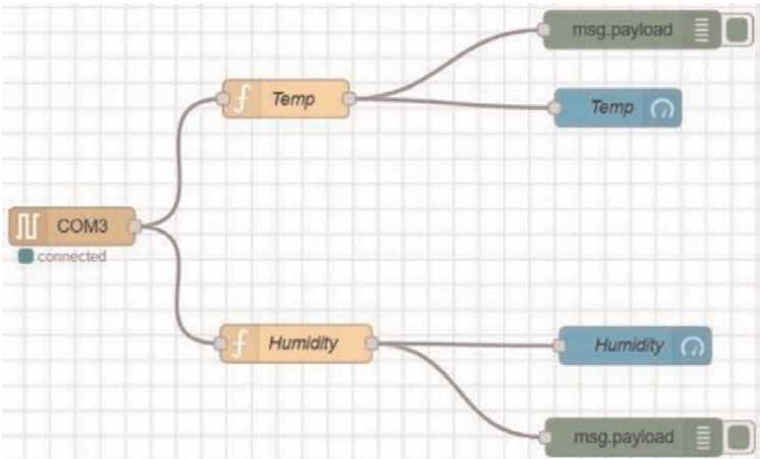 msg.payload
Temp
Temp
COM3
connected
Humidity
Humidity
msg.payload